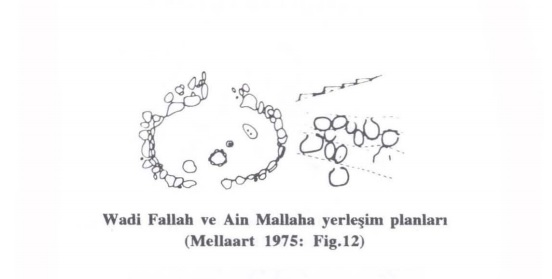 Wadi Fallah ve Ain Mallaha yerleşim planları
(Mellaart 1975: Fig.12)